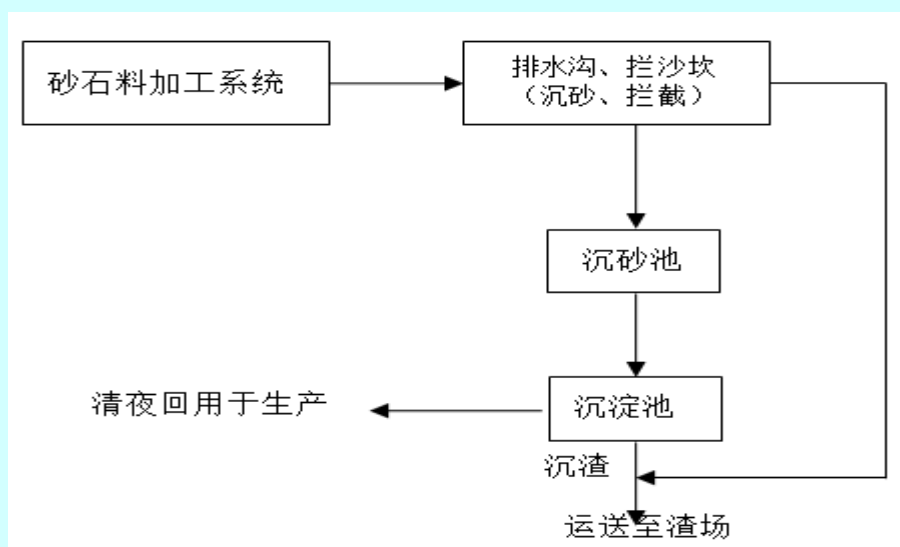 砂石料加工系统
排水沟、拦沙坎
（沉砂、拦截）
沉砂池
清夜回用于生产
沉淀池
沉渣
运送至渣场